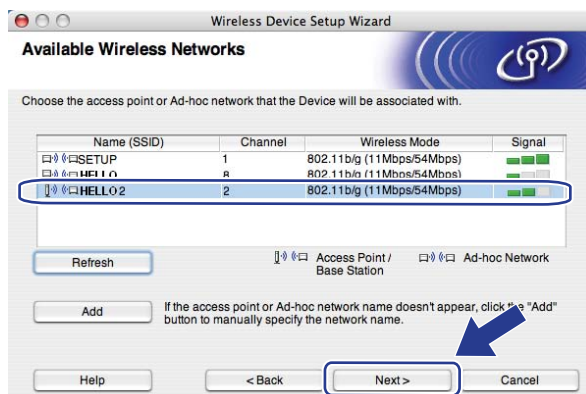 Wireless Device Setup Wizard
Available Wireless Networks
Choose the access point or Ad-hoc network that the Device will be associated with.
Name (SSID) Channel Wireless Mode Signal
SETUP 1 802.11b/g (11Mbps/54Mbps)
HELLO 8 802.11b/g (11Mbps/54Mbps)
HELLO2 2 802.11b/g (11Mbps/54Mbps)
Refresh Access Point / Ad-hoc Network
Base Station
Add If the access point or Ad-hoc network name doesn't appear, click the "Add"
button to manually specify the network name.
Help < Back Next > Cancel